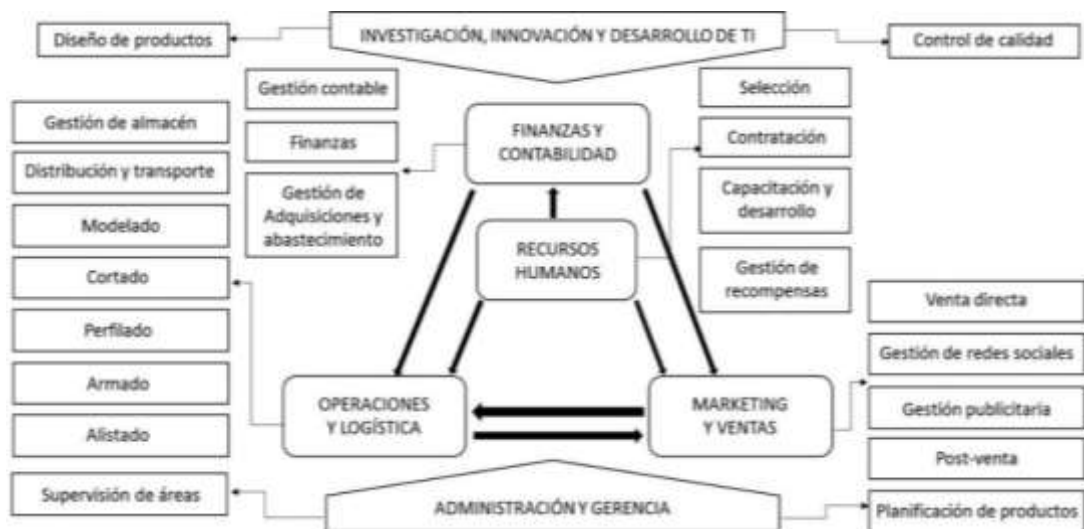 INVESTIGACIÓN, INNOVACIÓN Y DESARROLLO DE TI
Diseño de productos
Control de calidad
Gestión contable
Finanzas
Gestión de
Adquisiciones y
abastecimiento
FINANZAS Y
CONTABILIDAD
Selección
Contratación
Capacitación y
desarrollo
Gestión de
recompensas
RECURSOS
HUMANOS
Gestión de almacén
Distribución y transporte
Modelado
Cortado
Perfilado
Armado
Alistado
Supervisión de áreas
OPERACIONES
Y LOGÍSTICA
MARKETING
Y VENTAS
Venta directa
Gestión de redes sociales
Gestión publicitaria
Post-venta
Planificación de productos
ADMINISTRACIÓN Y GERENCIA